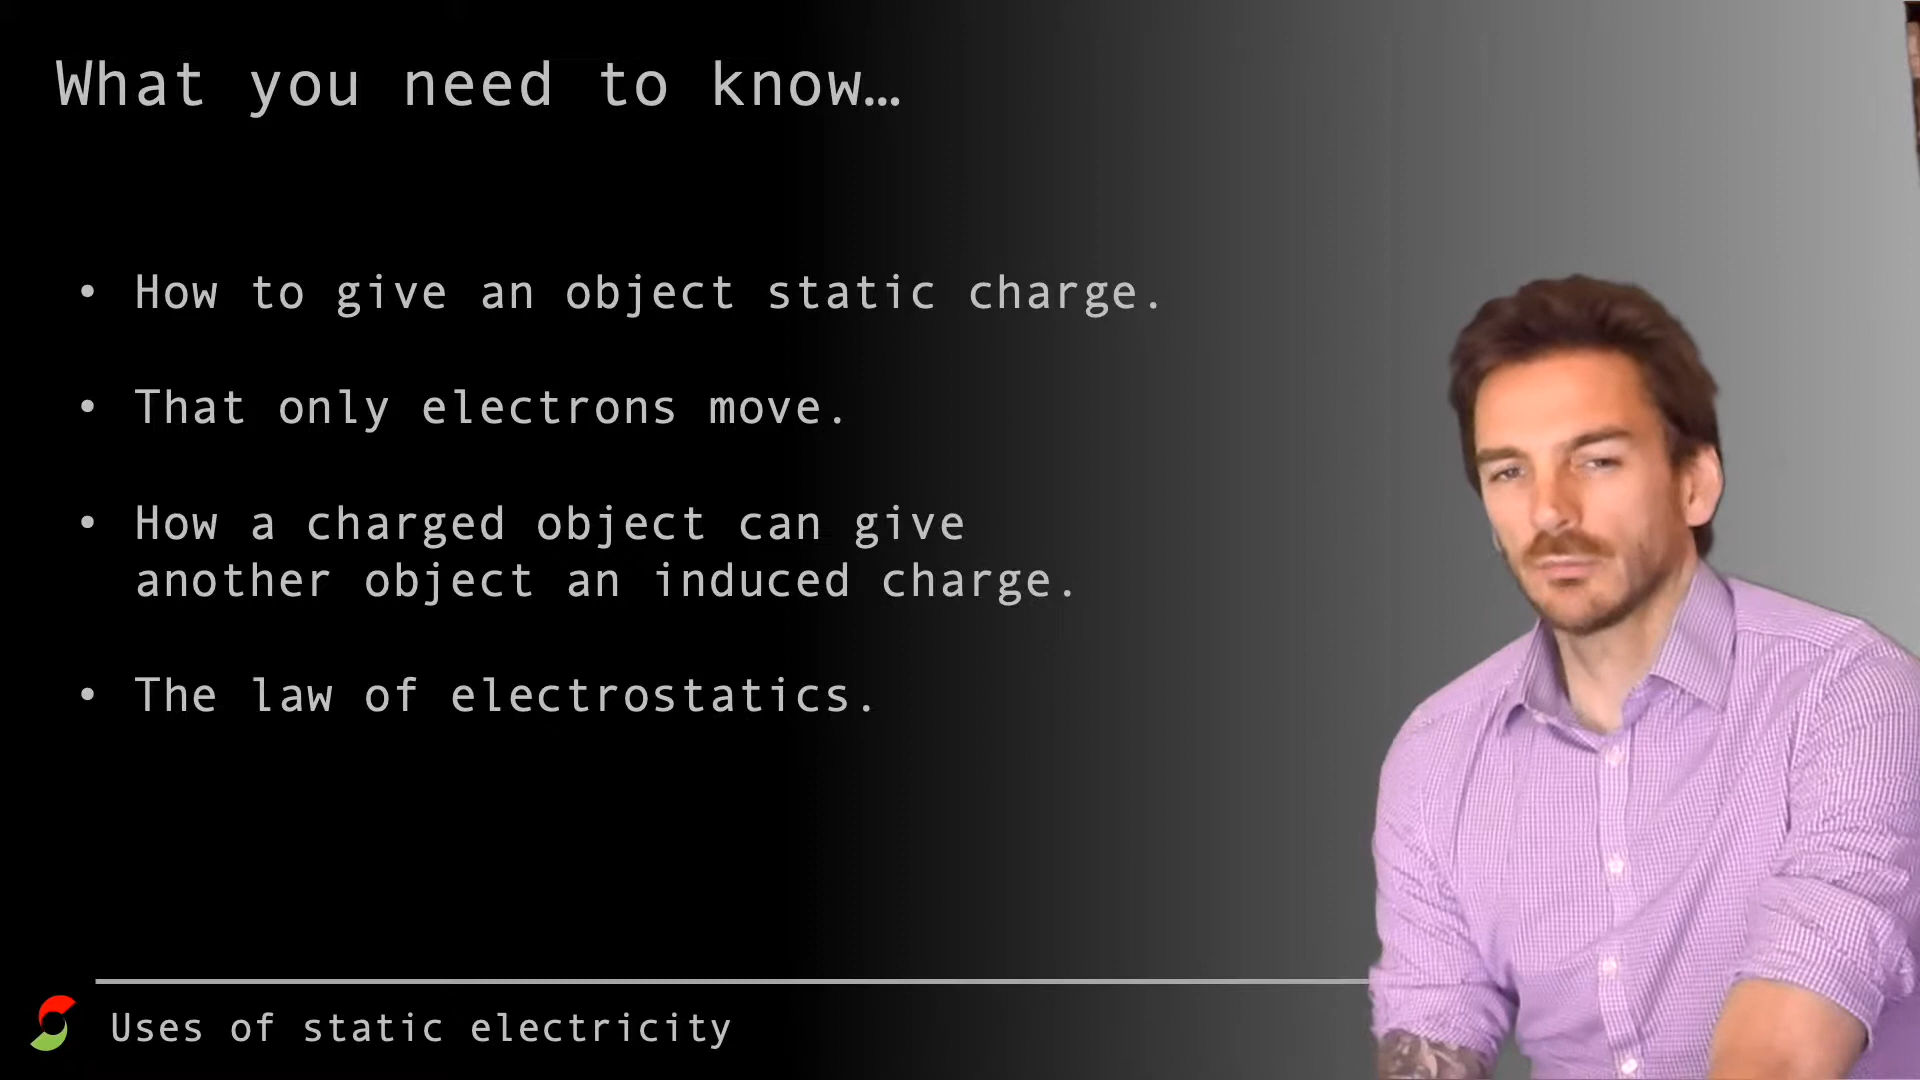 What you need to know…
• How to give an object static charge.
• That only electrons move.
• How a charged object can give
another object an induced charge.
• The law of electrostatics.
Uses of static electricity